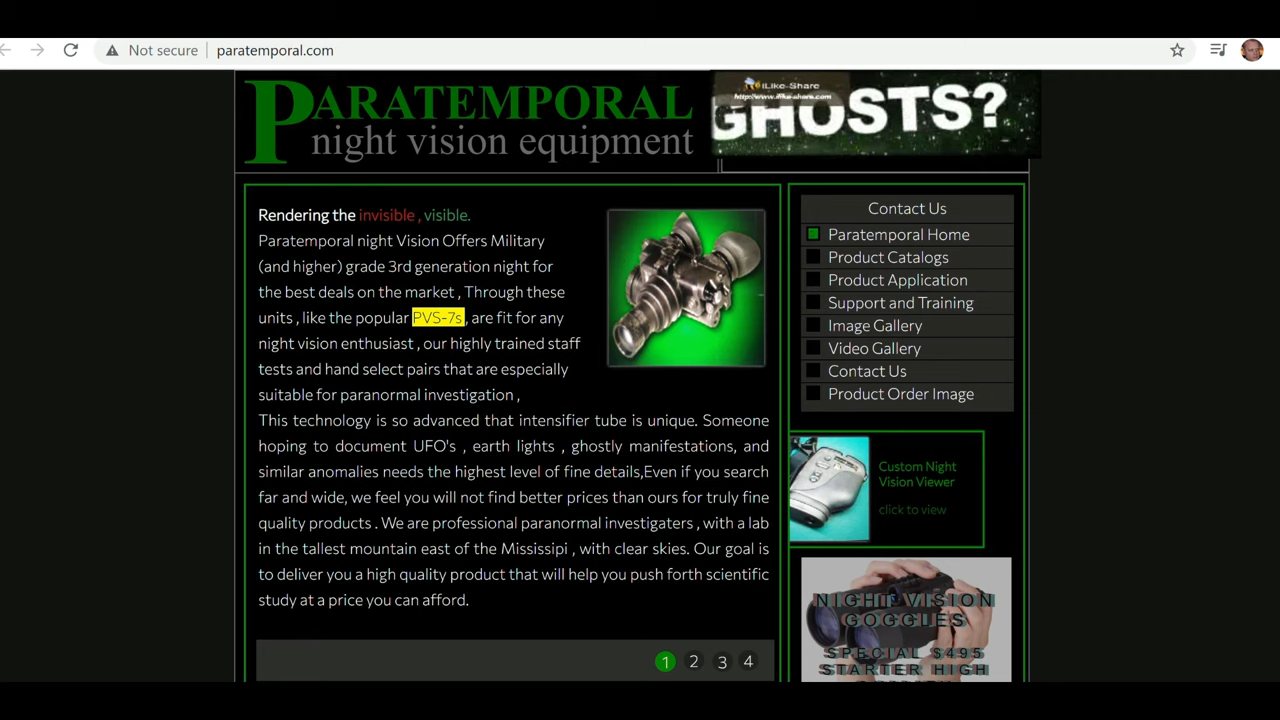 Not secure
paratemporal.com
PARATEMPORAL
night vision equipment
iLike-Share
http://www.ilike-share.com
GHOSTS?
Rendering the invisible , visible.
Paratemporal night Vision Offers Military
(and higher) grade 3rd generation night for
the best deals on the market , Through these
units , like the popular PVS-7s, are fit for any
night vision enthusiast , our highly trained staff
tests and hand select pairs that are especially
suitable for paranormal investigation ,
This technology is so advanced that intensifier tube is unique. Someone
hoping to document UFO's , earth lights , ghostly manifestations, and
similar anomalies needs the highest level of fine details,Even if you search
far and wide, we feel you will not find better prices than ours for truly fine
quality products . We are professional paranormal investigaters , with a lab
in the tallest mountain east of the Mississipi , with clear skies. Our goal is
to deliver you a high quality product that will help you push forth scientific
study at a price you can afford.
1 2 3 4
Contact Us
Paratemporal Home
Product Catalogs
Product Application
Support and Training
Image Gallery
Video Gallery
Contact Us
Product Order Image
Custom Night
Vision Viewer
click to view
NIGHT VISION
GOGGLES
SPECIAL $495
STARTER HIGH